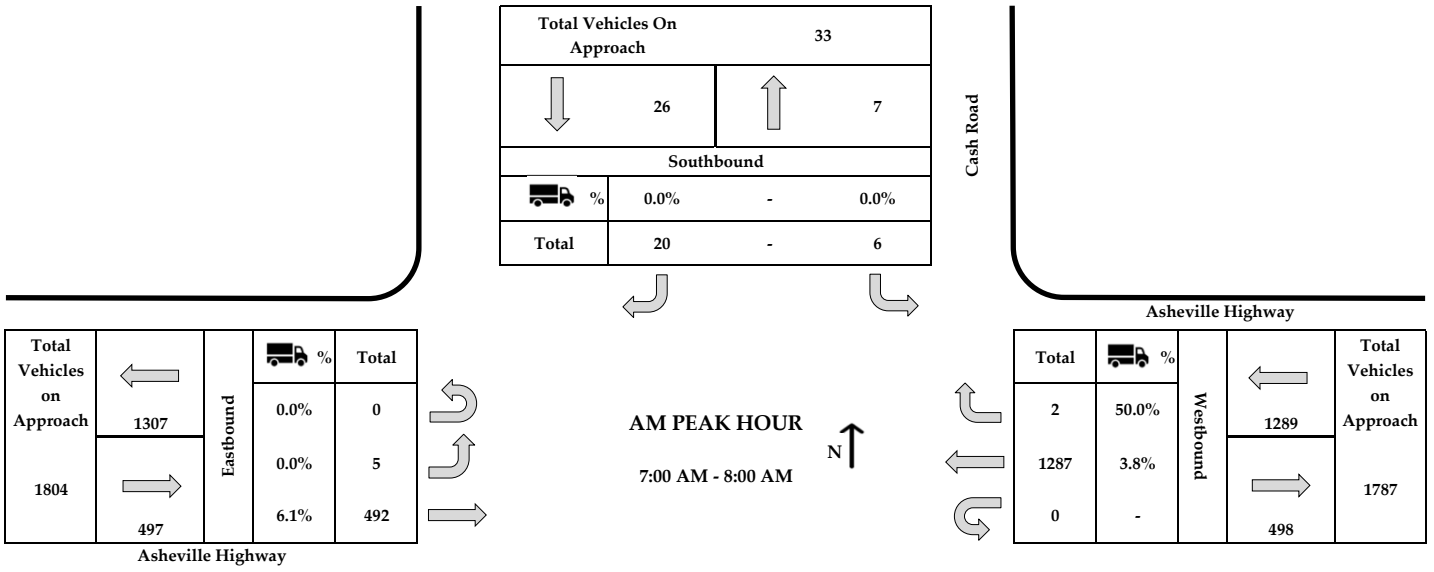 Total Vehicles On
Approach
33
26
7
Southbound
% 0.0% - 0.0%
Total 20 - 6
Cash Road
Asheville Highway
Total
Vehicles
on
Approach
1804
1307
497
Eastbound
% Total
0.0% 0
0.0% 5
6.1% 492
Asheville Highway
AM PEAK HOUR
N
7:00 AM - 8:00 AM
Total %
2 50.0%
1287 3.8%
0 -
Westbound
1289
498
Total
Vehicles
on
Approach
1787